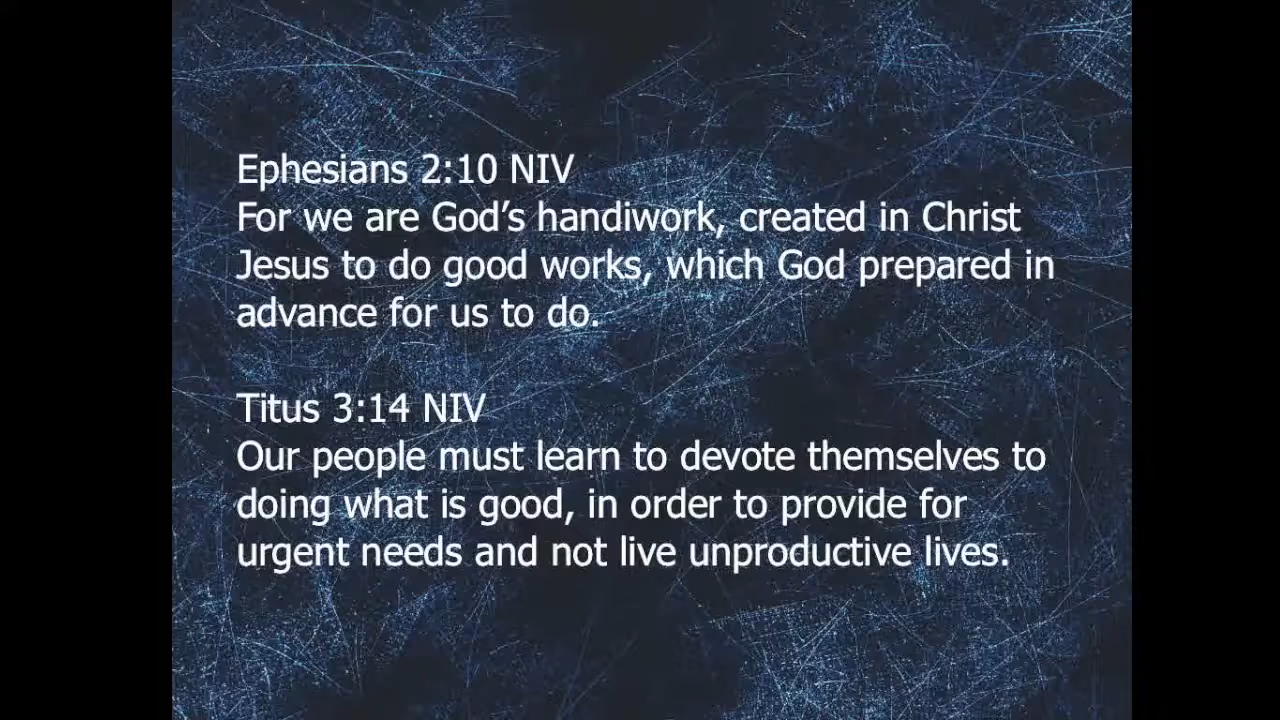 Ephesians 2:10 NIV
For we are God’s handiwork, created in Christ
Jesus to do good works, which God prepared in
advance for us to do.
Titus 3:14 NIV
Our people must learn to devote themselves to
doing what is good, in order to provide for
urgent needs and not live unproductive lives.